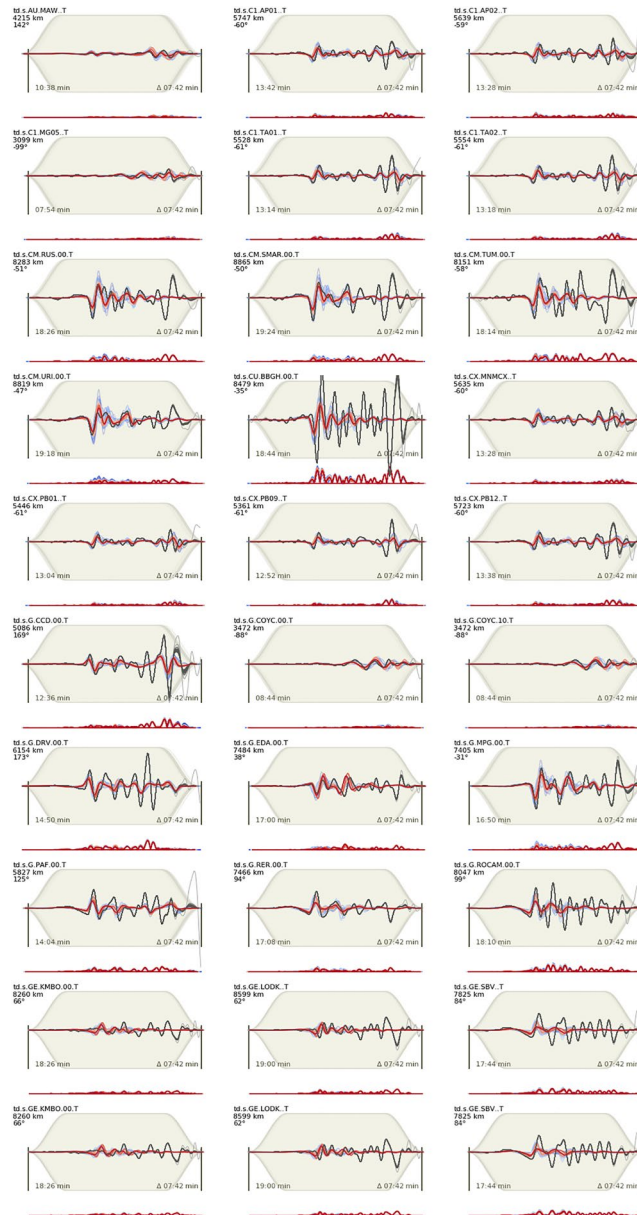 td.s.AU.MAW..T
4215 km
142°
10:38 min
Δ 07:42 min
td.s.C1.AP01..T
5747 km
-60°
13:42 min
Δ 07:42 min
td.s.C1.AP02..T
5639 km
-59°
13:28 min
Δ 07:42 min
td.s.C1.MG05..T
3099 km
-99°
07:54 min
Δ 07:42 min
td.s.C1.TA01..T
5528 km
-61°
13:14 min
Δ 07:42 min
td.s.C1.TA02..T
5554 km
-61°
13:18 min
Δ 07:42 min
td.s.CM.RUS.00.T
8283 km
-51°
18:26 min
Δ 07:42 min
td.s.CM.SMAR.00.T
8865 km
-50°
19:24 min
Δ 07:42 min
td.s.CM.TUM.00.T
8151 km
-58°
18:14 min
Δ 07:42 min
td.s.CM.URI.00.T
8819 km
-47°
19:18 min
Δ 07:42 min
td.s.CU.BBGH.00.T
8479 km
-35°
18:44 min
Δ 07:42 min
td.s.CX.MNMCX..T
5635 km
-60°
13:28 min
Δ 07:42 min
td.s.CX.PB01..T
5446 km
-61°
13:04 min
Δ 07:42 min
td.s.CX.PB09..T
5361 km
-61°
12:52 min
Δ 07:42 min
td.s.CX.PB12..T
5723 km
-60°
13:38 min
Δ 07:42 min
td.s.G.CCD.00.T
5086 km
169°
12:36 min
Δ 07:42 min
td.s.G.COYC.00.T
3472 km
-88°
08:44 min
Δ 07:42 min
td.s.G.COYC.10.T
3472 km
-88°
08:44 min
Δ 07:42 min
td.s.G.DRV.00.T
6154 km
173°
14:50 min
Δ 07:42 min
td.s.G.EDA.00.T
7484 km
38°
17:00 min
Δ 07:42 min
td.s.G.MPG.00.T
7405 km
-31°
16:50 min
Δ 07:42 min
td.s.G.PAF.00.T
5827 km
125°
14:04 min
Δ 07:42 min
td.s.G.RER.00.T
7466 km
94°
17:08 min
Δ 07:42 min
td.s.G.ROCAM.00.T
8047 km
99°
18:10 min
Δ 07:42 min
td.s.GE.KMBO.00.T
8260 km
66°
18:26 min
Δ 07:42 min
td.s.GE.LODK..T
8599 km
62°
19:00 min
Δ 07:42 min
td.s.GE.SBV..T
7825 km
84°
17:44 min
Δ 07:42 min
td.s.GE.KMBO.00.T
8260 km
66°
18:26 min
Δ 07:42 min
td.s.GE.LODK..T
8599 km
62°
19:00 min
Δ 07:42 min
td.s.GE.SBV..T
7825 km
84°
17:44 min
Δ 07:42 min